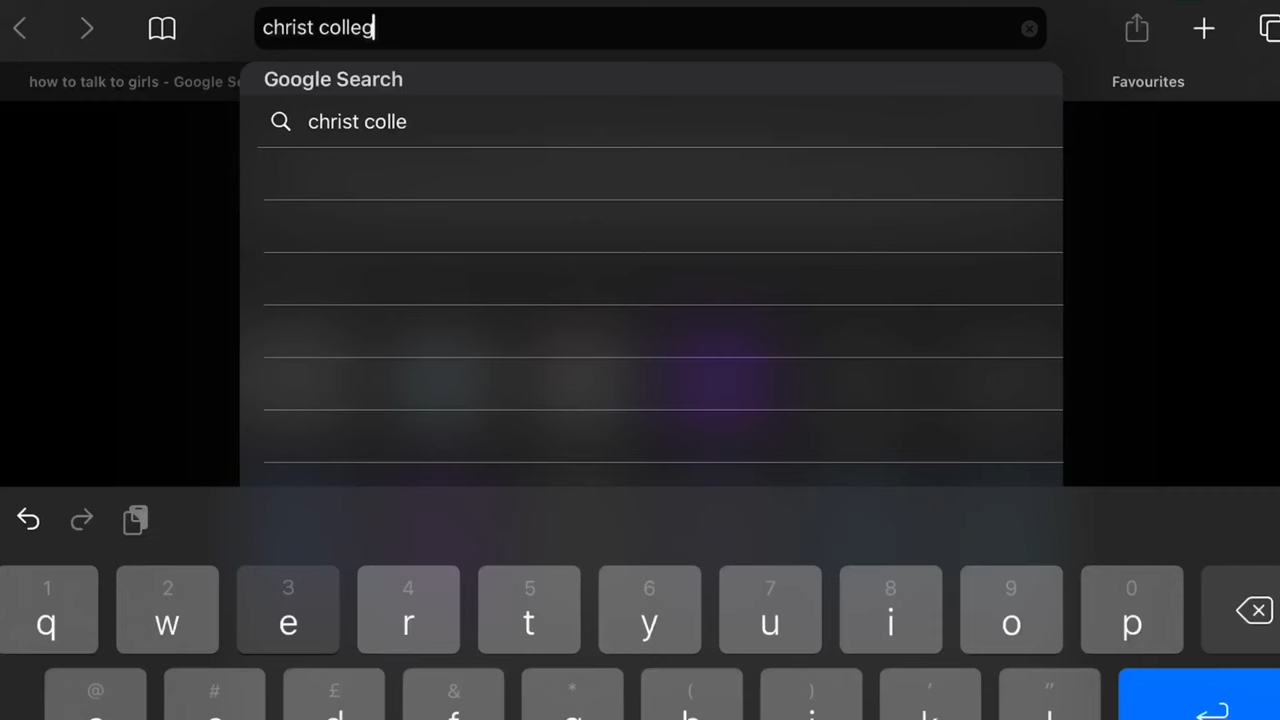 christ colleg
how to talk to girls - Google Se
Favourites
Google Search
christ colle
1 2 3 4 5 6 7 8 9 0
q w e r t y u i o p
@ # £ & * ( ) ' "